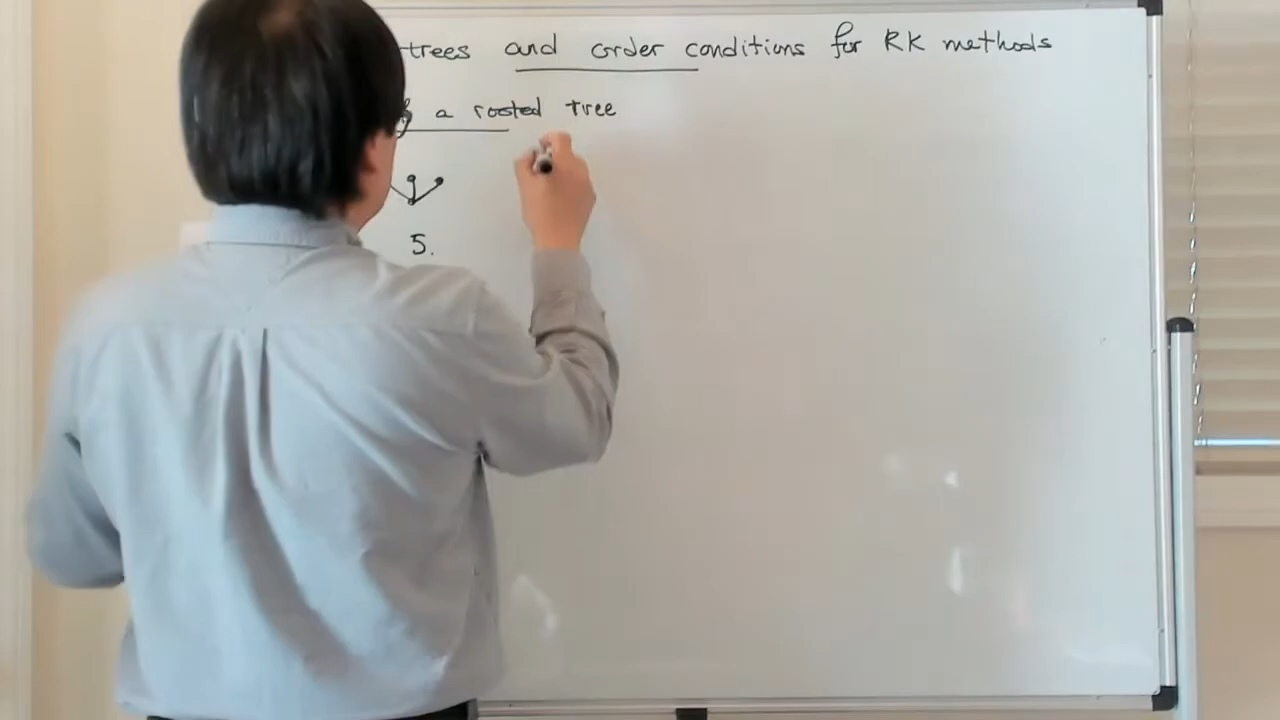 trees and order conditions for RK methods
a rooted tree
5.